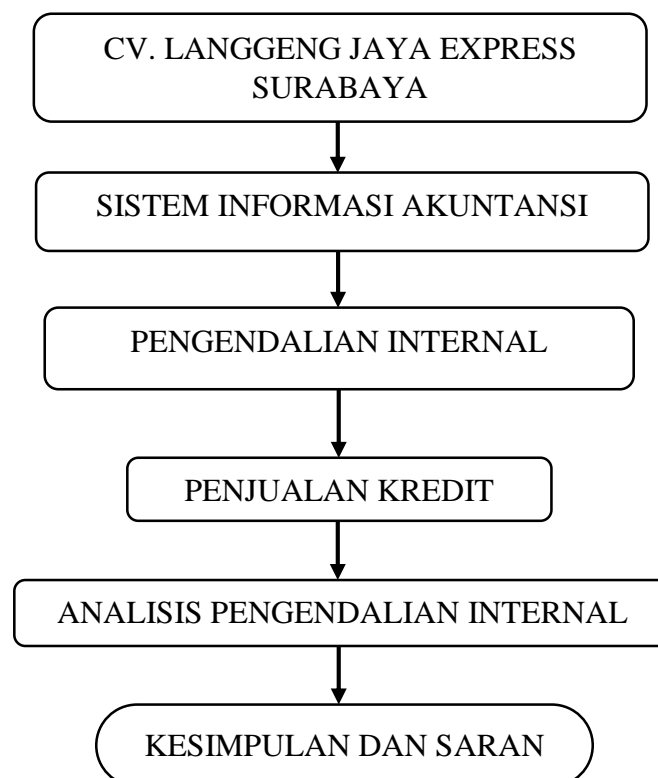 CV. LANGGENG JAYA EXPRESS
SURABAYA
SISTEM INFORMASI AKUNTANSI
PENGENDALIAN INTERNAL
PENJUALAN KREDIT
ANALISIS PENGENDALIAN INTERNAL
KESIMPULAN DAN SARAN